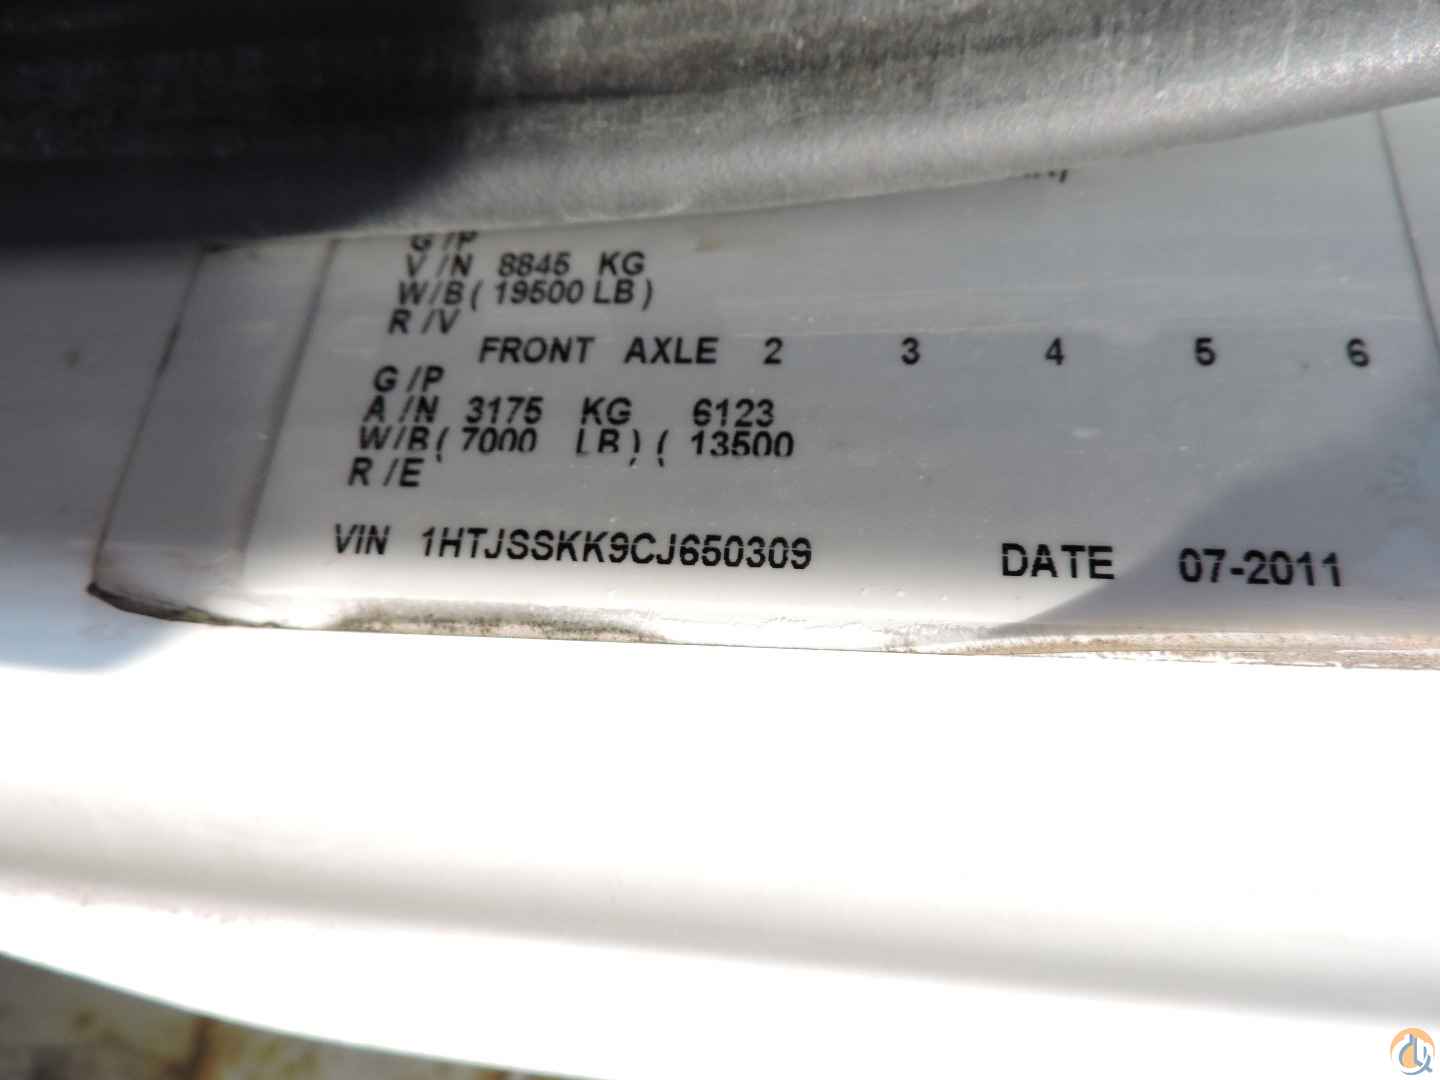 G /P
V /N 8845 KG
W/B ( 19500 LB )
R /V
FRONT AXLE 2 3 4 5 6
G /P
A /N 3175 KG 6123
W/B ( 7000 LB ) ( 13500
R /E
VIN 1HTJSSKK9CJ650309 DATE 07-2011